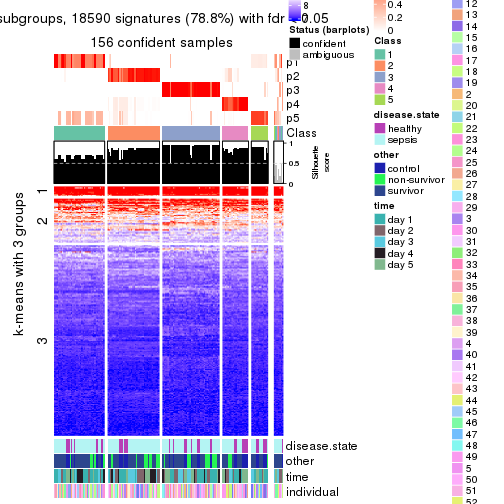 subgroups, 18590 signatures (78.8%) with fdr < 0.05
156 confident samples
p1
p2
p3
p4
p5
Class
1
0.5
0
Silhouette
score
k-means with 3 groups
1
2
3
disease.state
other
time
individual
8
6
Status (barplots)
confident
ambiguous
0.4
0.2
0
Class
1
2
3
4
5
disease.state
healthy
sepsis
other
control
non-survivor
survivor
time
day 1
day 2
day 3
day 4
day 5
12
13
14
15
16
17
18
19
2
20
21
22
23
24
25
26
27
28
29
3
30
31
32
33
34
35
36
37
38
39
4
40
41
42
43
44
45
46
47
48
49
5
50
51
52